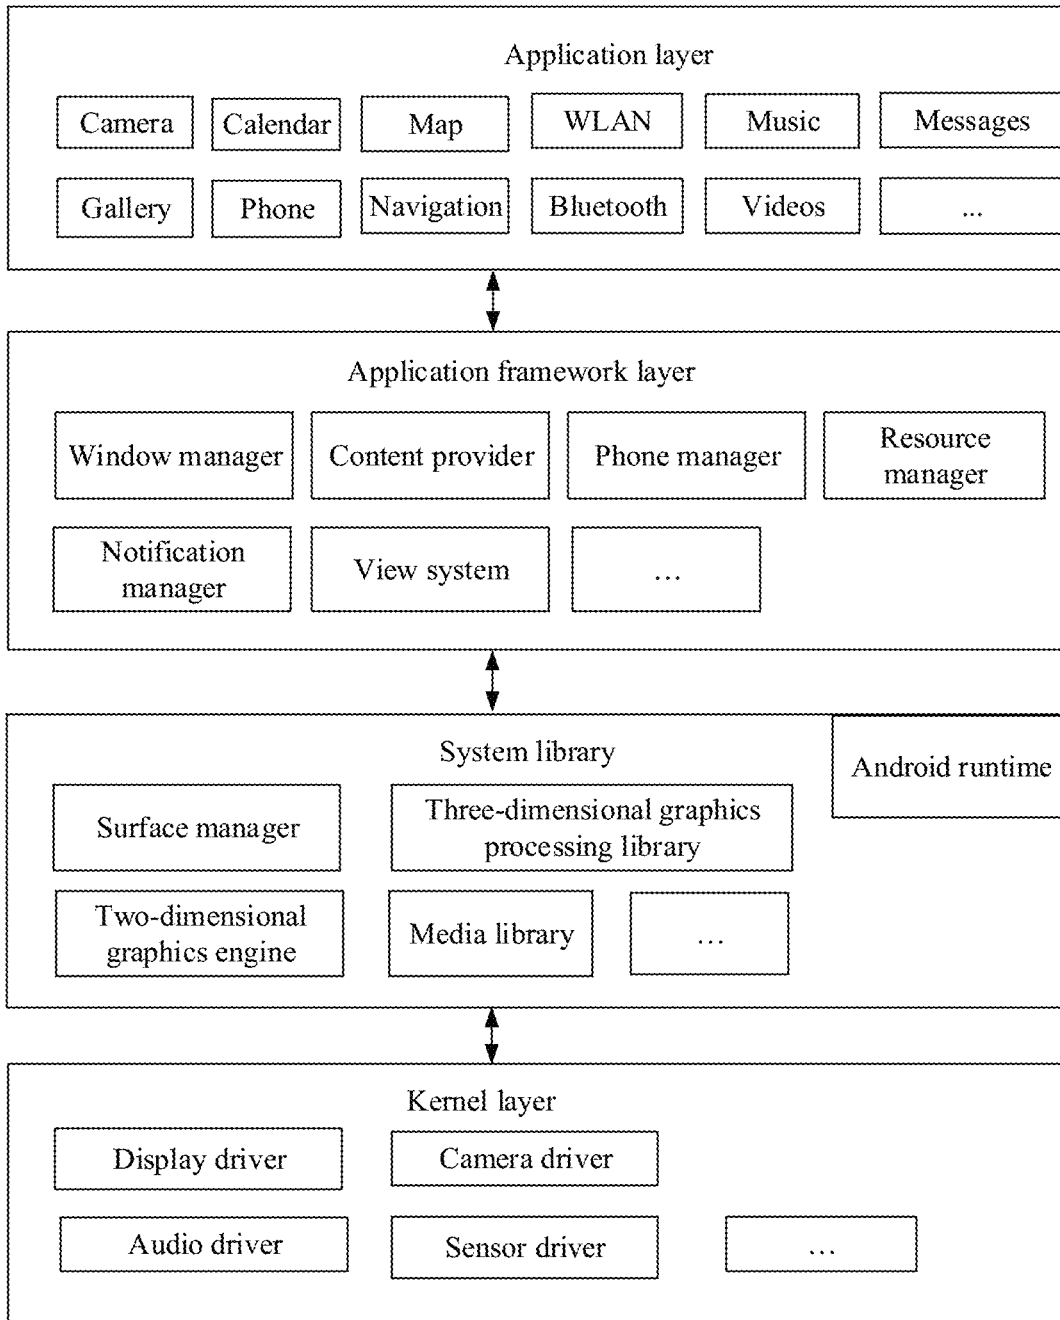 Application layer
Camera
Calendar
Map
WLAN
Music
Messages
Gallery
Phone
Navigation
Bluetooth
Videos
...
Application framework layer
Window manager
Content provider
Phone manager
Resource
manager
Notification
manager
View system
...
System library
Android runtime
Surface manager
Three-dimensional graphics
processing library
Two-dimensional
graphics engine
Media library
...
Kernel layer
Display driver
Camera driver
Audio driver
Sensor driver
...